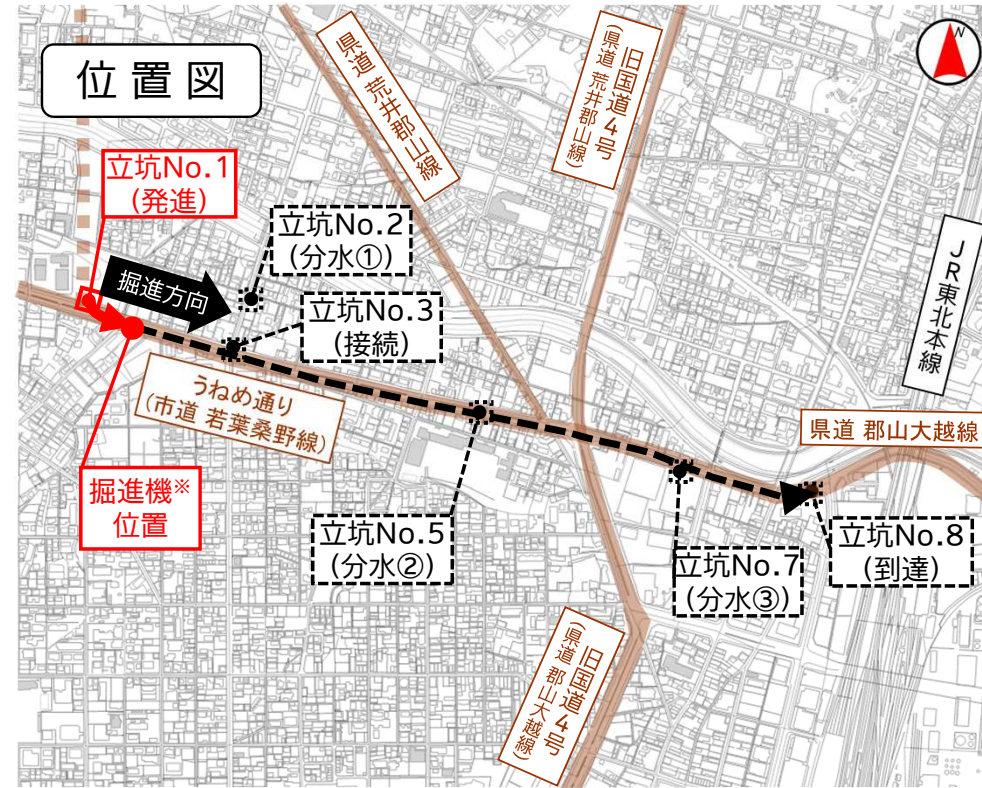 位置図
N
県道 荒井郡山線
旧国道4号
(県道 荒井郡山線)
立坑No.1
(発進)
立坑No.2
(分水①)
掘進方向
立坑No.3
(接続)
JR東北本線
うねめ通り
(市道 若葉桑野線)
県道 郡山大越線
掘進機※
位置
立坑No.5
(分水②)
立坑No.7
(分水③)
立坑No.8
(到達)
旧国道4号
(県道 郡山大越線)